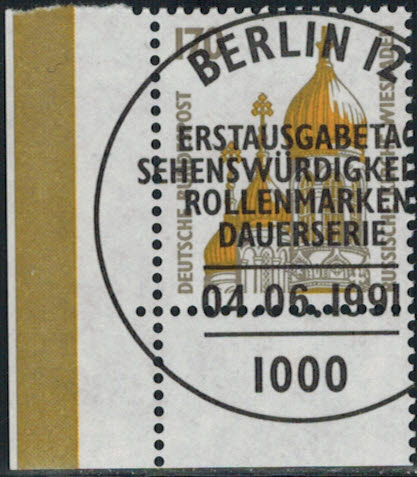 170
BERLIN 12
ERSTAUSGABETAG
SEHENSWÜRDIGKEI
ROLLENMARKEN
DAUERSERIE
04.06.1991
1000
DEUTSCHE BUNDESPOST
RUSSISCHE KIRCHE WIESBADEN